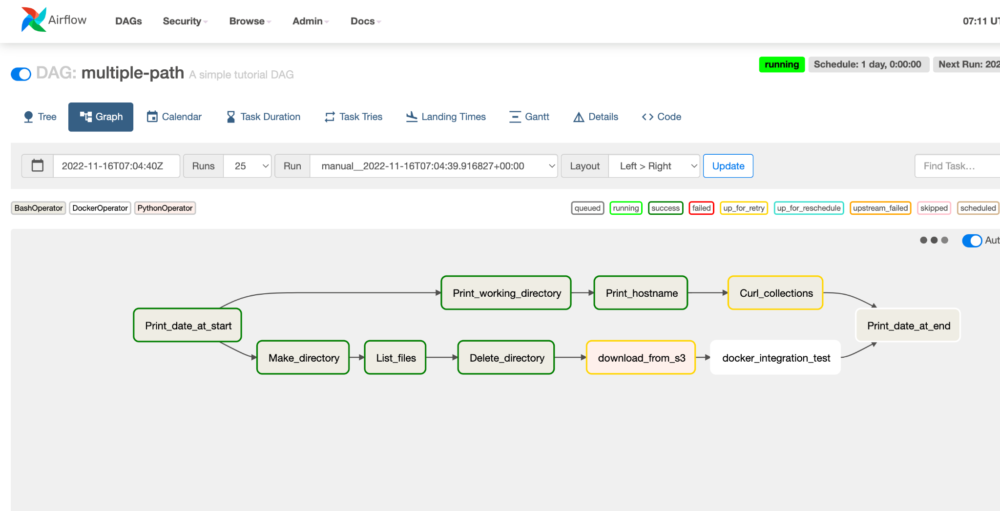 Airflow DAGs Security Browse Admin Docs 07:11 UT
DAG: multiple-path A simple tutorial DAG running Schedule: 1 day, 0:00:00 Next Run: 202
Tree Graph Calendar Task Duration Task Tries Landing Times Gantt Details Code
2022-11-16T07:04:40Z Runs 25 Run manual__2022-11-16T07:04:39.916827+00:00 Layout Left > Right Update Find Task…
BashOperator DockerOperator PythonOperator queued running success failed up_for_retry up_for_reschedule upstream_failed skipped scheduled
Aut
Print_working_directory Print_hostname Curl_collections
Print_date_at_start Print_date_at_end
Make_directory List_files Delete_directory download_from_s3 docker_integration_test